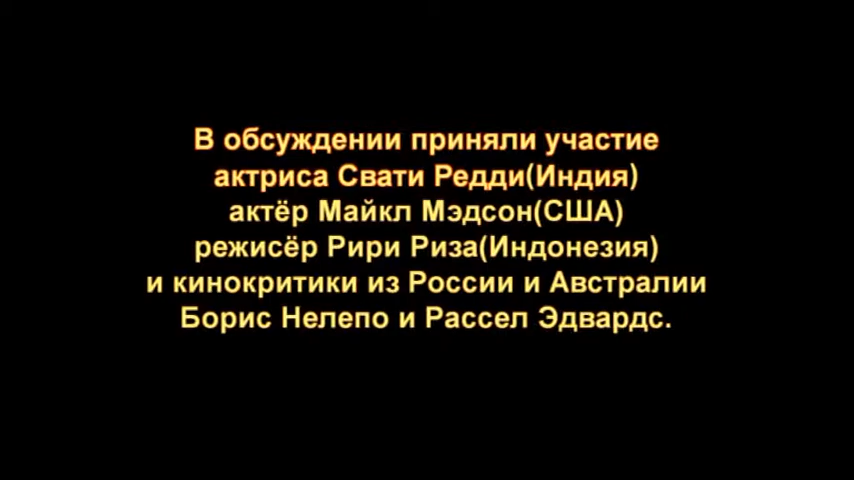 В обсуждении приняли участие
актриса Свати Редди(Индия)
актёр Майкл Мэдсон(США)
режисёр Рири Риза(Индонезия)
и кинокритики из России и Австралии
Борис Нелепо и Рассел Эдвардс.